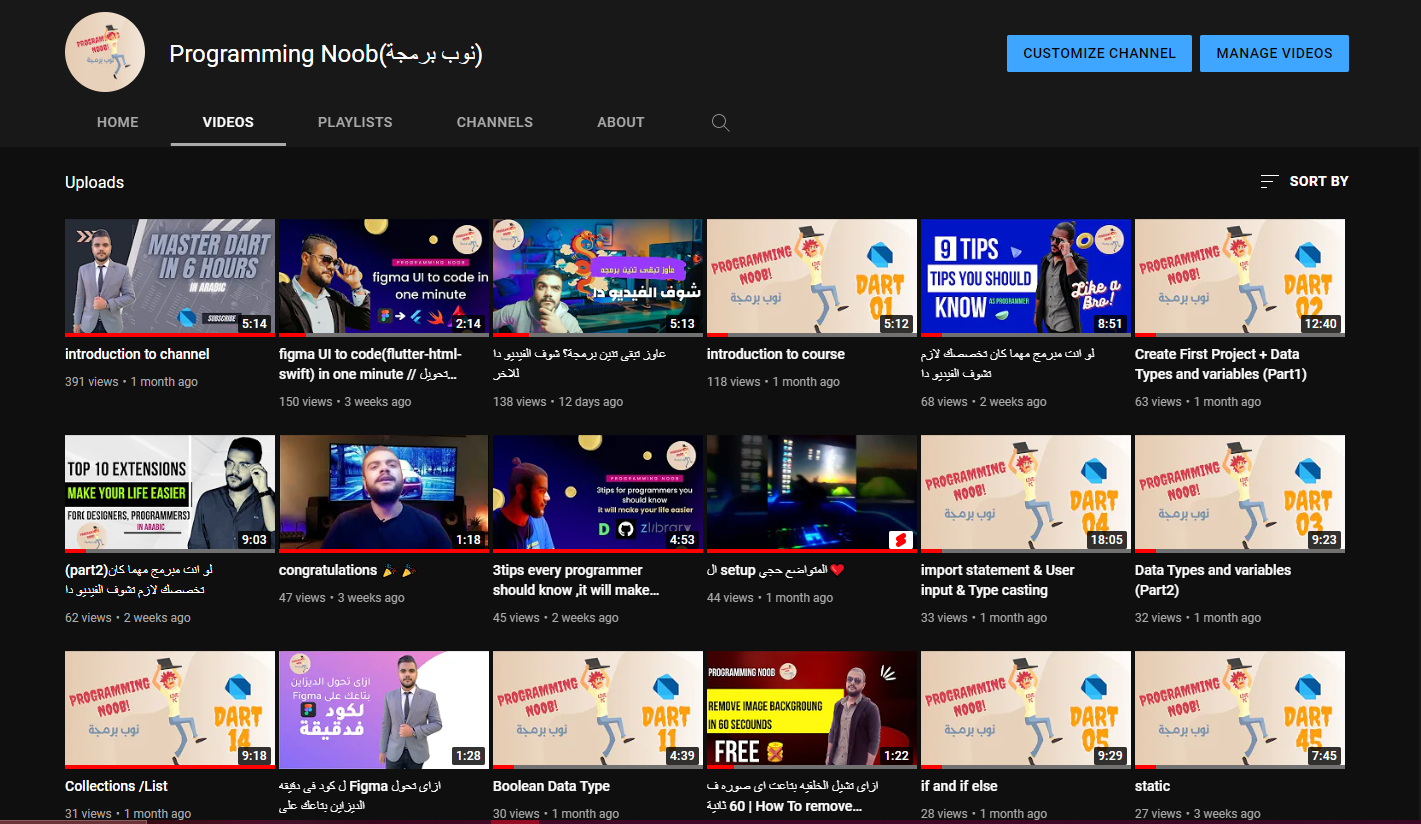 PROGRAMMING NOOB!
نوب برمجة
Programming Noob(نوب برمجة)
CUSTOMIZE CHANNEL
MANAGE VIDEOS
HOME
VIDEOS
PLAYLISTS
CHANNELS
ABOUT
Uploads
SORT BY
MASTER DART
IN 6 HOURS
IN ARABIC
SUBSCRIBE
5:14
PROGRAMMING NOOB
figma UI to code in
one minute
2:14
عاوز تبقى تنين برمجه
شوف الفيديو دا
5:13
PROGRAMMING
NOOB!
نوب برمجة
DART
01
5:12
9 TIPS
TIPS YOU SHOULD
KNOW AS PROGRAMMER
Like a
Bro!
8:51
PROGRAMMING
NOOB!
نوب برمجة
DART
02
12:40
introduction to channel
391 views • 1 month ago
figma UI to code(flutter-html-
swift) in one minute // تحويل...
150 views • 3 weeks ago
عاوز تبقى تنين برمجة؟ شوف الفيديو دا
للاخر
138 views • 12 days ago
introduction to course
118 views • 1 month ago
لو انت مبرمج مهما كان تخصصك لازم
تشوف الفيديو دا
68 views • 2 weeks ago
Create First Project + Data
Types and variables (Part1)
63 views • 1 month ago
TOP 10 EXTENSIONS
MAKE YOUR LIFE EASIER
FOR( DESIGNERS, PROGRAMMERS)
IN ARABIC
9:03
1:18
PROGRAMMING NOOB
3tips for programmers you
should know
it will make your life easier
zlibrary
4:53
PROGRAMMING
NOOB!
نوب برمجة
DART
04
18:05
PROGRAMMING
NOOB!
نوب برمجة
DART
03
9:23
(part2)لو انت مبرمج مهما كان
تخصصك لازم تشوف الفيديو دا
62 views • 2 weeks ago
congratulations 🎉 🎉
47 views • 3 weeks ago
3tips every programmer
should know ,it will make...
45 views • 2 weeks ago
ال setup المتواضع حجي ❤️
44 views • 1 month ago
import statement & User
input & Type casting
33 views • 1 month ago
Data Types and variables
(Part2)
32 views • 1 month ago
PROGRAMMING
NOOB!
نوب برمجة
DART
14
9:18
ازاى تحول الديزاين
بتاعك على Figma
لكود
فدقيقة
1:28
PROGRAMMING
NOOB!
نوب برمجة
DART
11
4:39
PROGRAMMING NOOB
REMOVE IMAGE BACKGROUNG
IN 60 SECONDS
FREE
1:22
PROGRAMMING
NOOB!
نوب برمجة
DART
05
9:29
PROGRAMMING
NOOB!
نوب برمجة
DART
45
7:45
Collections /List
31 views • 1 month ago
ازاى تحول Figma ل كود فى دقيقه
الديزاين بتاعك على
Boolean Data Type
30 views • 1 month ago
ازاى تشيل الخلفيه بتاعت اى صوره ف
60 ثانية | How To remove...
if and if else
28 views • 1 month ago
static
27 views • 3 weeks ago